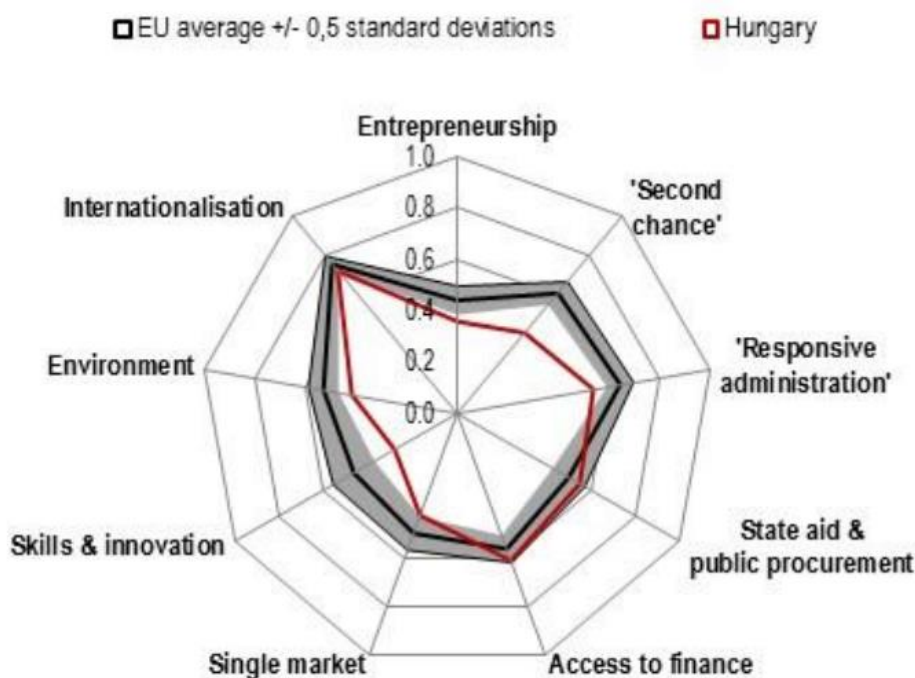 EU average +/- 0,5 standard deviations Hungary
Entrepreneurship
1.0
'Second
chance'
Internationalisation
0.8
0.6
Environment
0.4
'Responsive
administration'
0.2
0.0
Skills & innovation
State aid &
public procurement
Single market
Access to finance